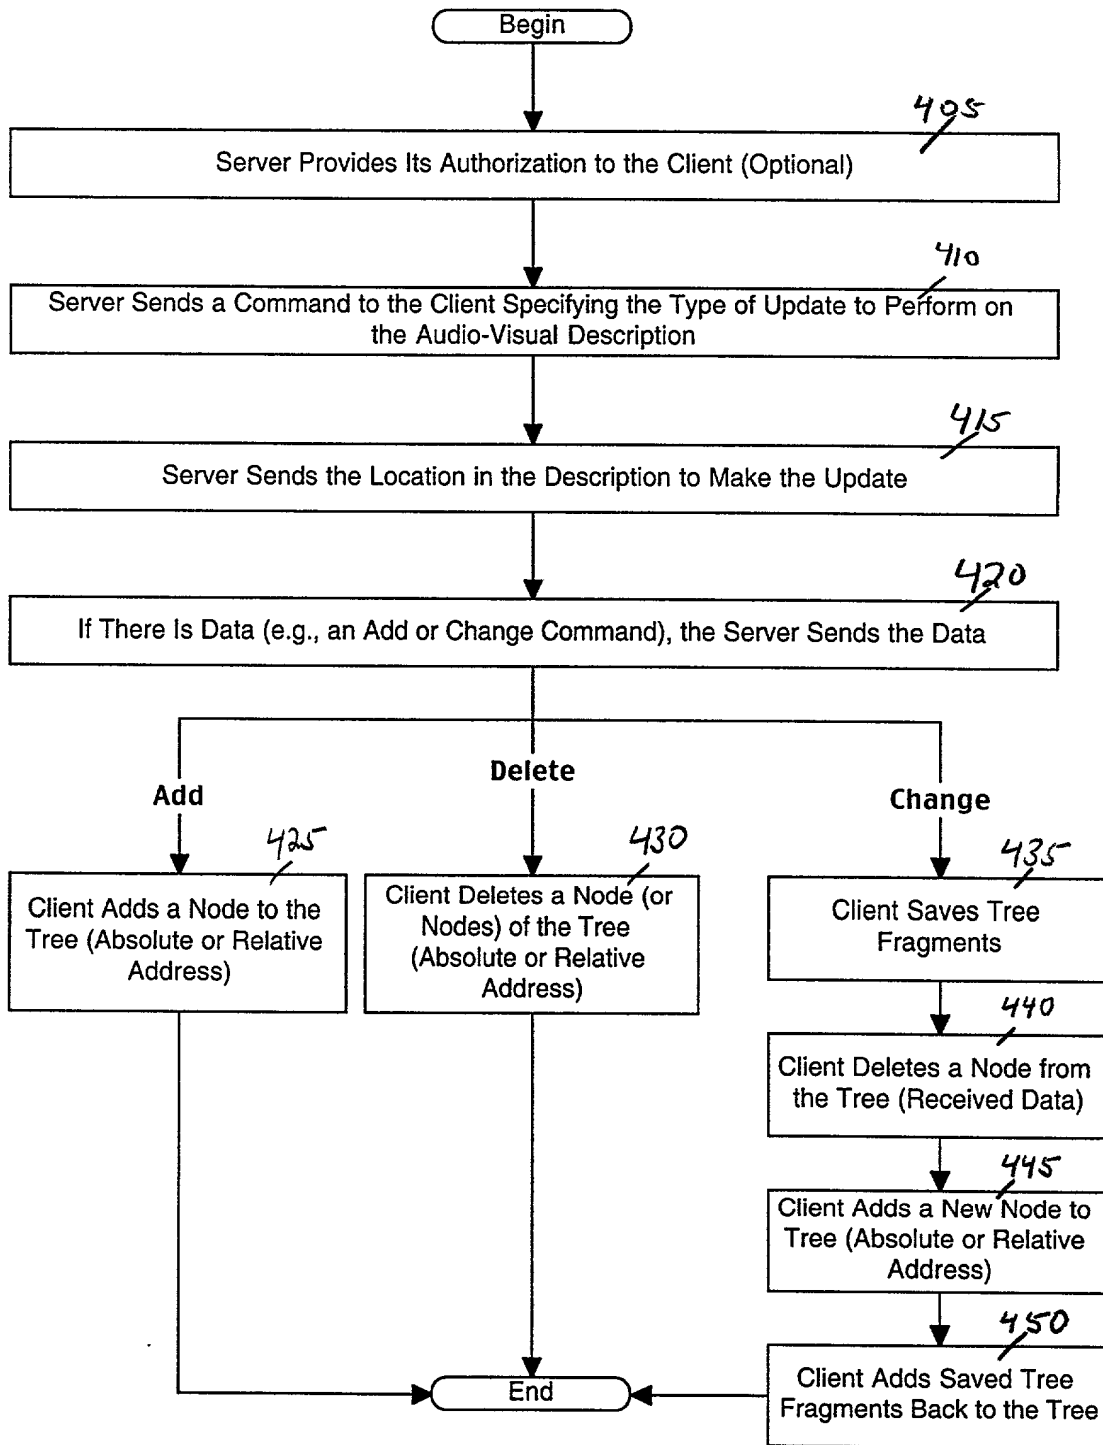 Begin
405
Server Provides Its Authorization to the Client (Optional)
410
Server Sends a Command to the Client Specifying the Type of Update to Perform on
the Audio-Visual Description
415
Server Sends the Location in the Description to Make the Update
420
If There Is Data (e.g., an Add or Change Command), the Server Sends the Data
Add
Delete
Change
425
Client Adds a Node to the
Tree (Absolute or Relative
Address)
430
Client Deletes a Node (or
Nodes) of the Tree
(Absolute or Relative
Address)
435
Client Saves Tree
Fragments
440
Client Deletes a Node from
the Tree (Received Data)
445
Client Adds a New Node to
Tree (Absolute or Relative
Address)
450
Client Adds Saved Tree
Fragments Back to the Tree
End